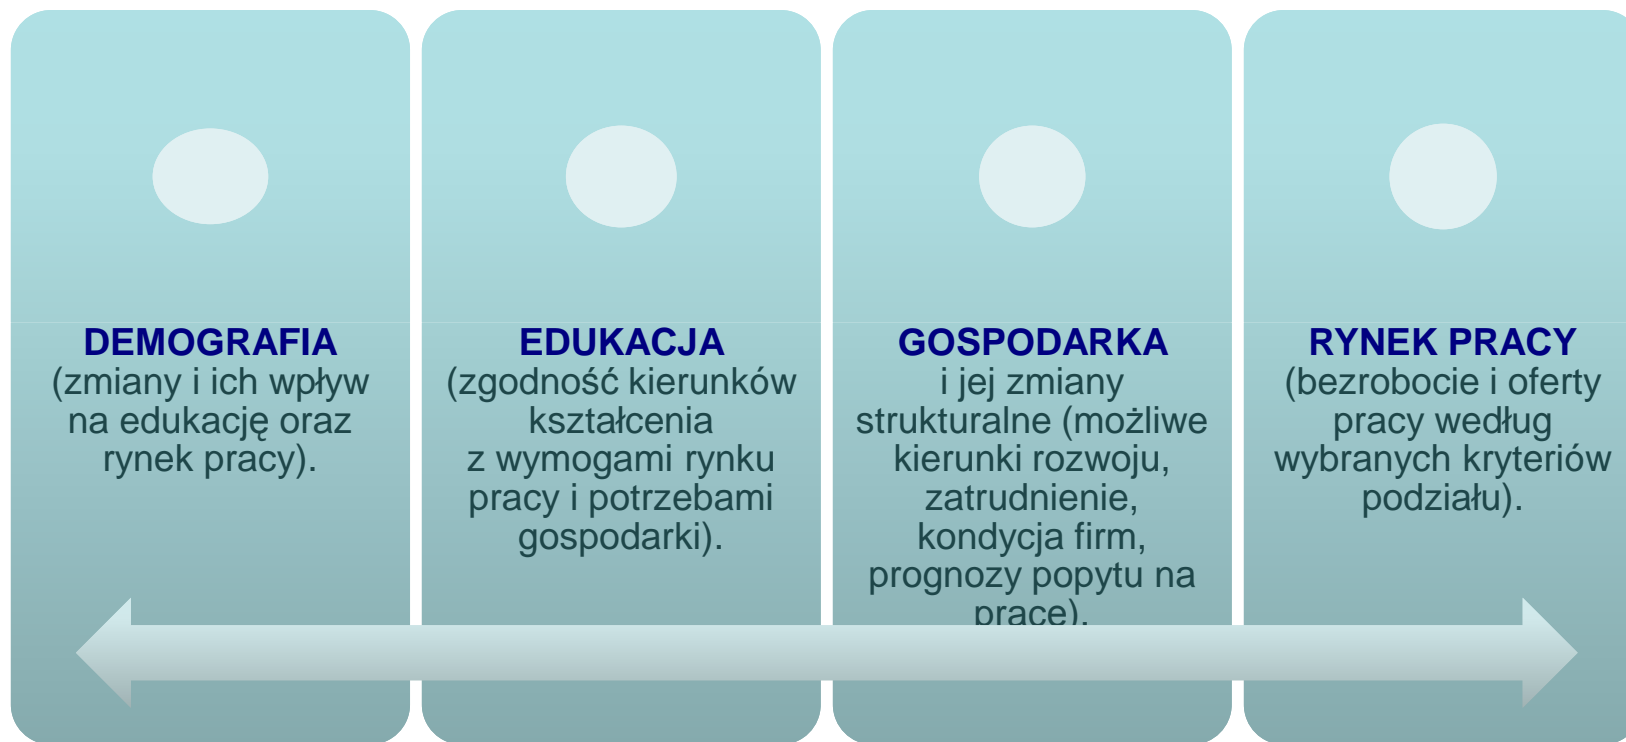 DEMOGRAFIA
(zmiany i ich wpływ
na edukację oraz
rynek pracy).
EDUKACJA
(zgodność kierunków
kształcenia
z wymogami rynku
pracy i potrzebami
gospodarki).
GOSPODARKA
i jej zmiany
strukturalne (możliwe
kierunki rozwoju,
zatrudnienie,
kondycja firm,
prognozy popytu na
pracę).
RYNEK PRACY
(bezrobocie i oferty
pracy według
wybranych kryteriów
podziału).